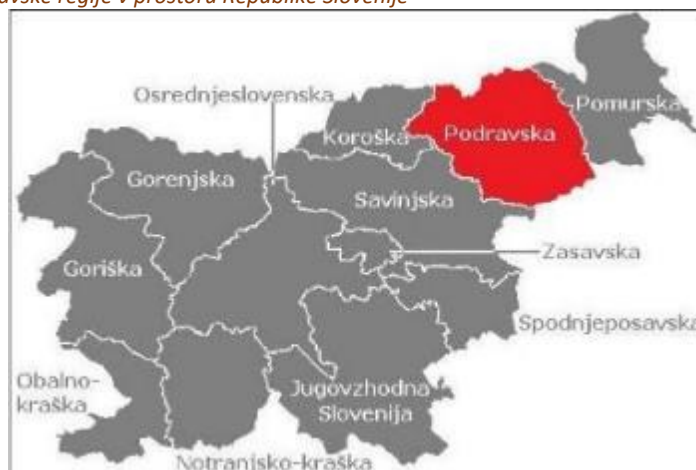 avske regije v prostoru Republike Slovenije
Osrednjeslovenska
Koroška
Podravska
Pomurska
Gorenjska
Savinjska
Goriška
Zasavska
Spodnjeposavska
Obalno-
kraška
Jugovzhodna
Slovenija
Notranjsko-kraška